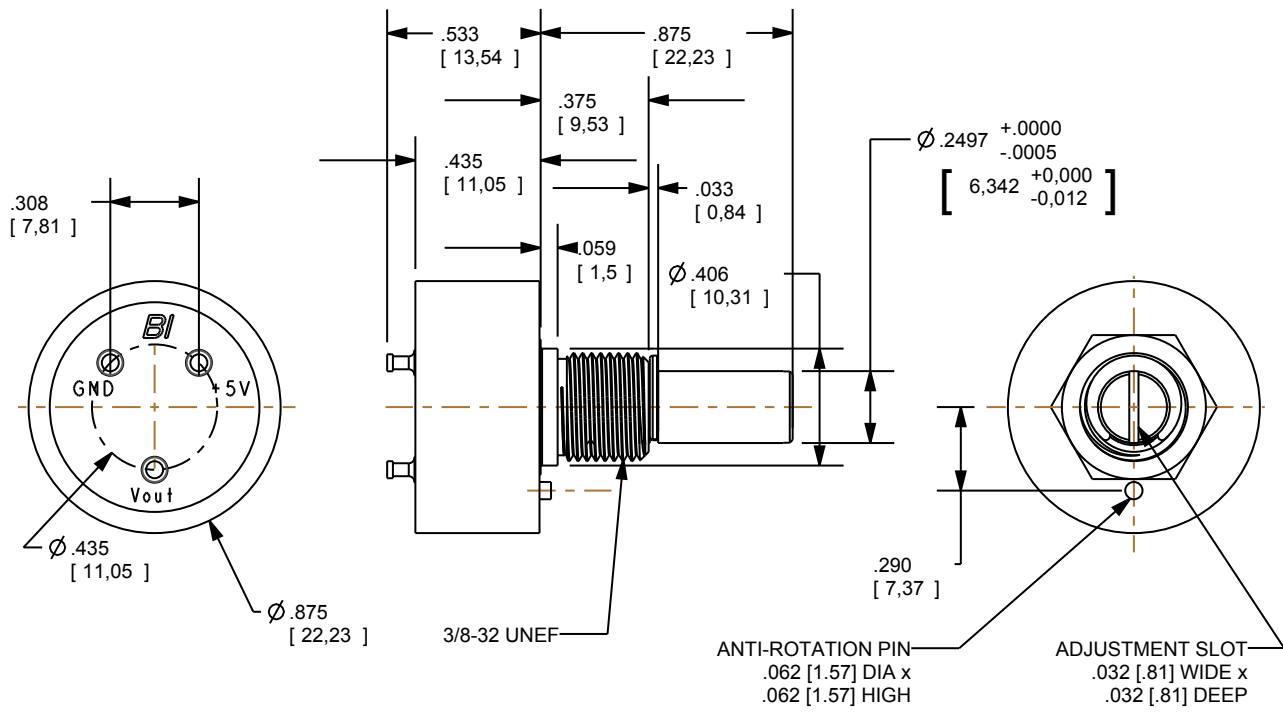 .533
[ 13,54 ]
.875
[ 22,23 ]
.375
[ 9,53 ]
.435
[ 11,05 ]
.033
[ 0,84 ]
Ø .2497 +.0000
-.0005
[ 6,342 +0,000
-0,012 ]
.308
[ 7,81 ]
.059
[ 1,5 ]
Ø .406
[ 10,31 ]
BI
GND
+5V
Vout
Ø .435
[ 11,05 ]
Ø .875
[ 22,23 ]
3/8-32 UNEF
.290
[ 7,37 ]
ANTI-ROTATION PIN
.062 [1.57] DIA x
.062 [1.57] HIGH
ADJUSTMENT SLOT
.032 [.81] WIDE x
.032 [.81] DEEP